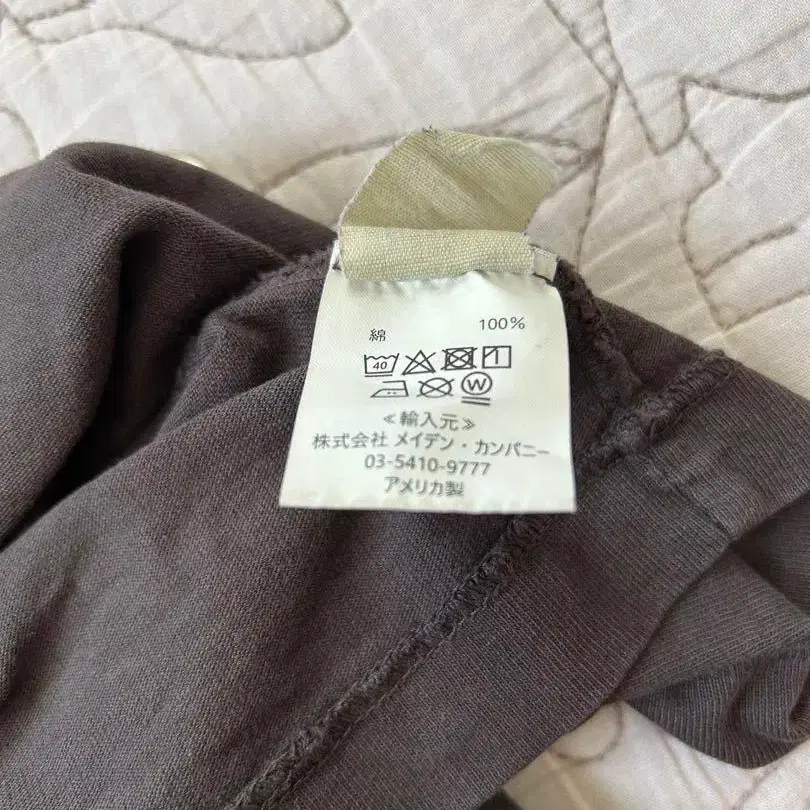 綿 100%
40
W
≪輸入元≫
株式会社 メイデン・カンパニー
03-5410-9777
アメリカ製